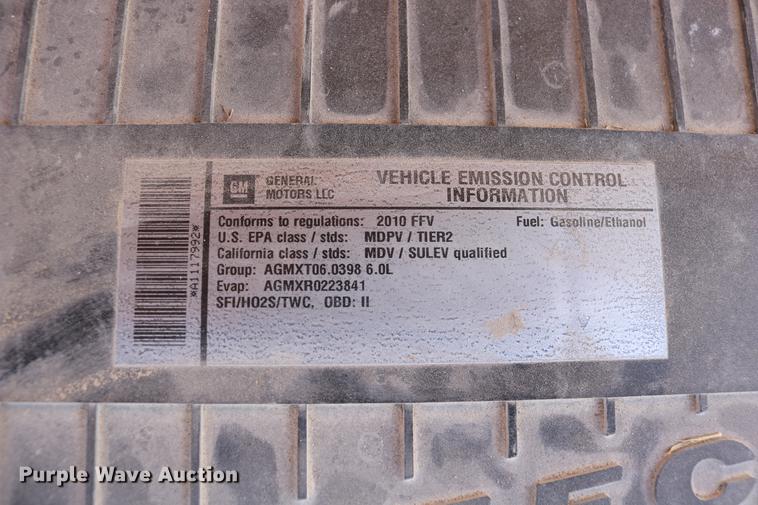 GM GENERAL MOTORS LLC
VEHICLE EMISSION CONTROL
INFORMATION
Conforms to regulations: 2010 FFV Fuel: Gasoline/Ethanol
U.S. EPA class / stds: MDPV / TIER2
California class / stds: MDV / SULEV qualified
Group: AGMXT06.0398 6.0L
Evap: AGMXR0223841
SFI/HO2S/TWC, OBD: II
*A1117992*
Purple Wave Auction